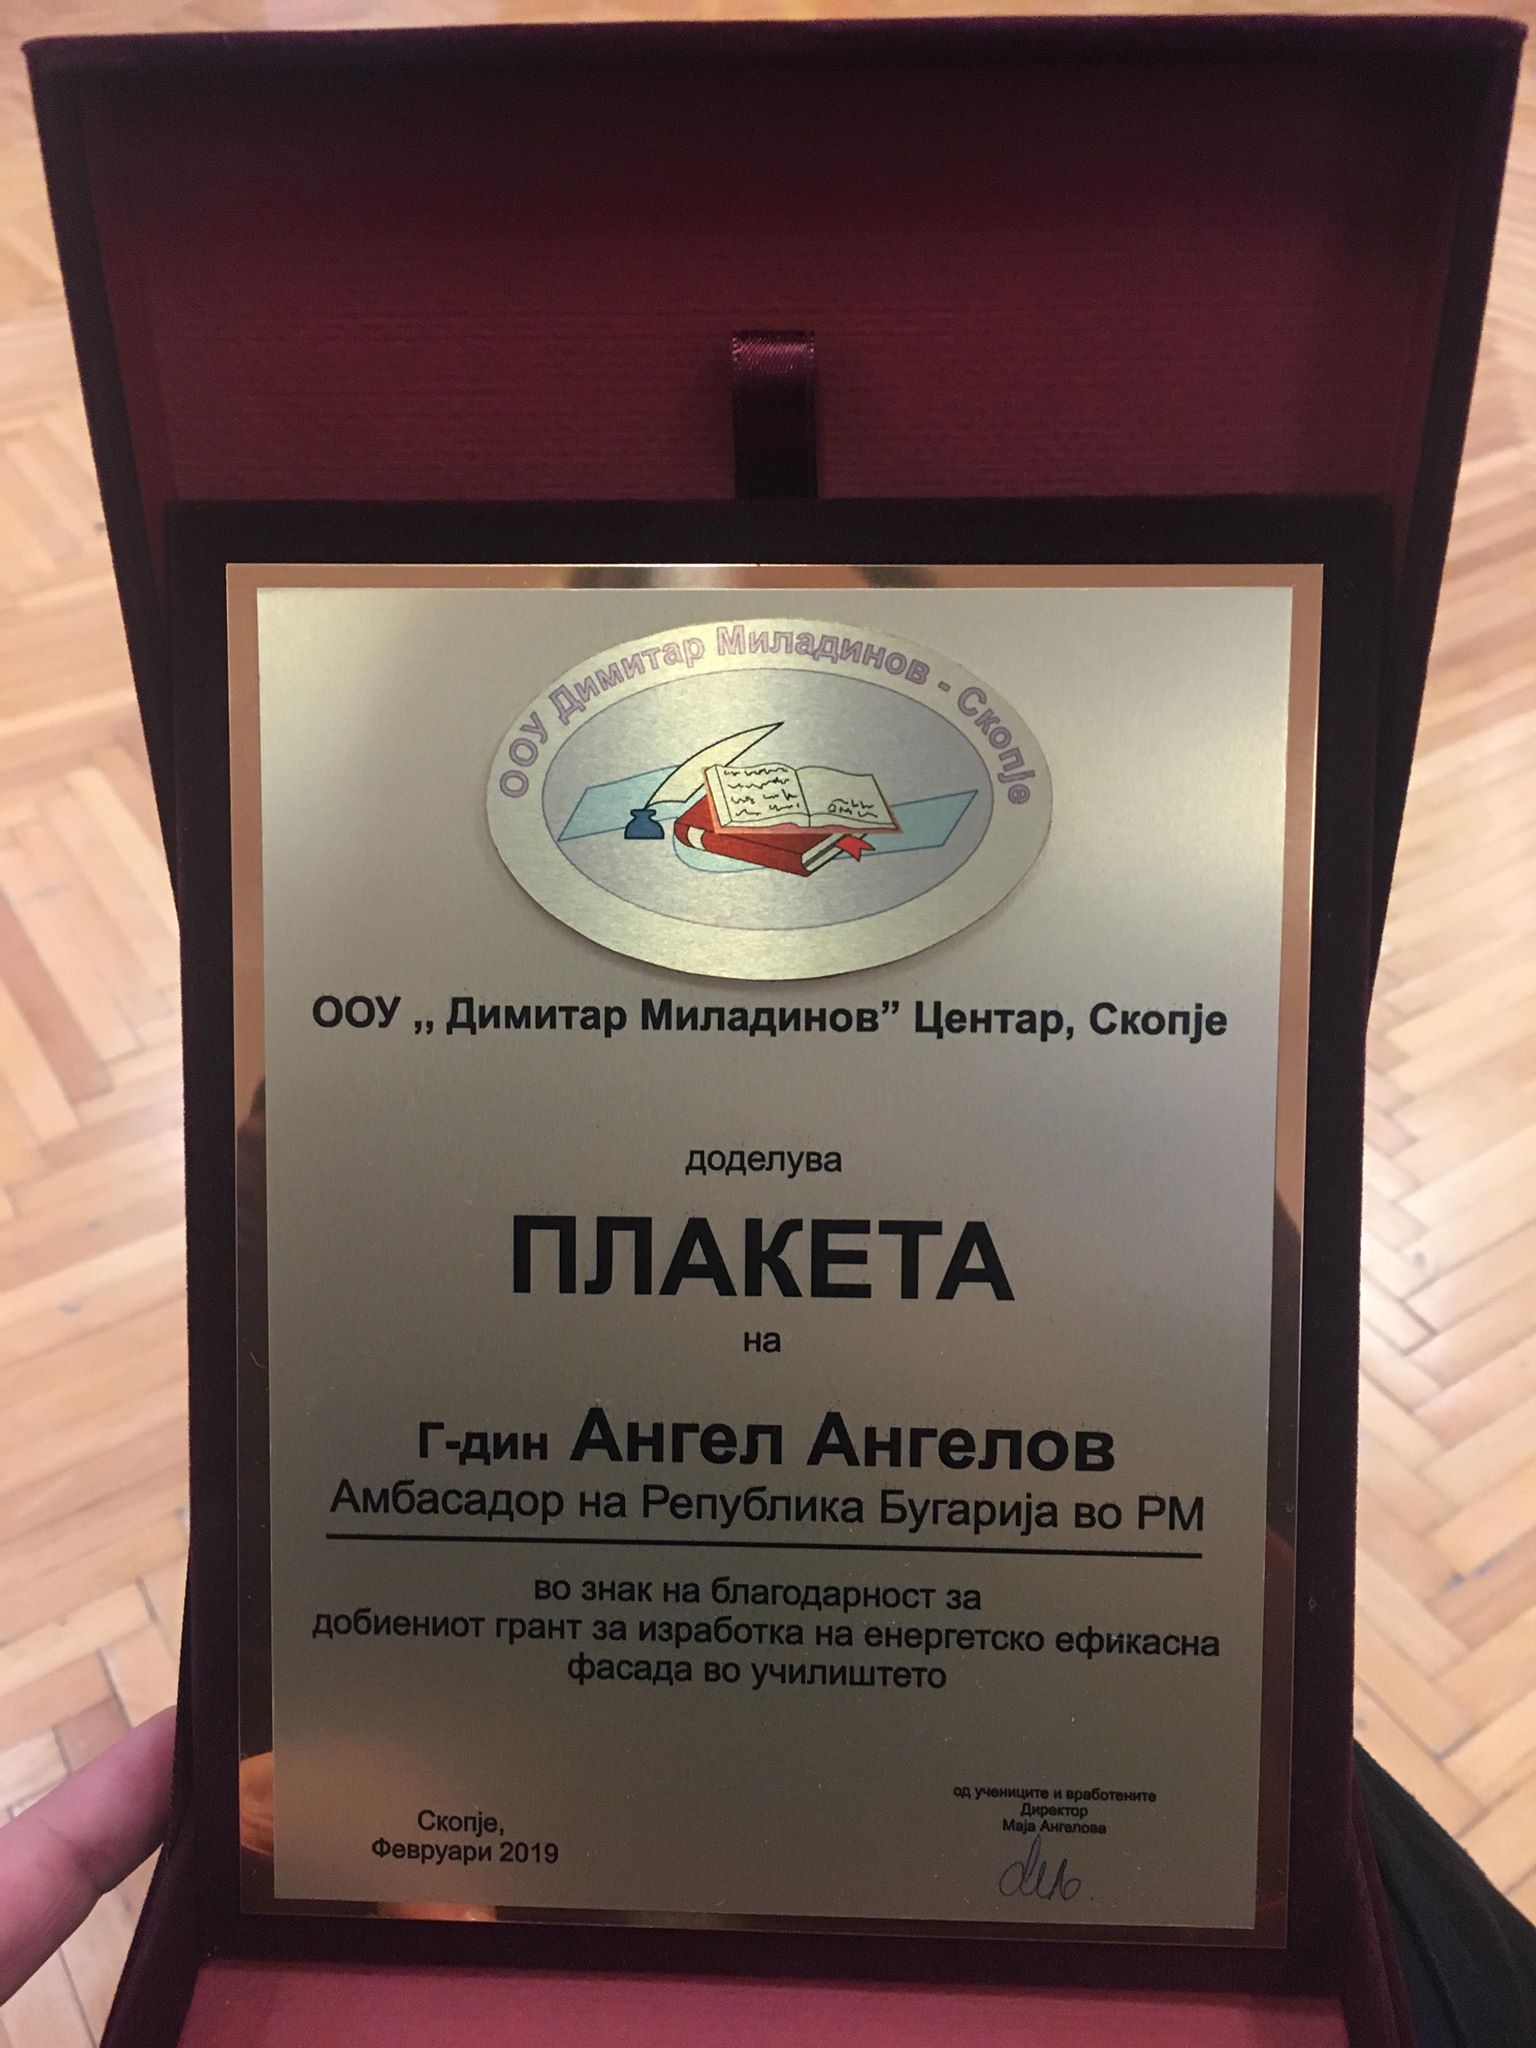 ООУ Димитар Миладинов - Скопје
ООУ ,, Димитар Миладинов” Центар, Скопје
доделува
ПЛАКЕТА
на
Г-дин Ангел Ангелов
Амбасадор на Република Бугарија во РМ
во знак на благодарност за
добиениот грант за изработка на енергетско ефикасна
фасада во училиштето
од учениците и вработените
Директор
Маја Ангелова
Скопје,
Февруари 2019